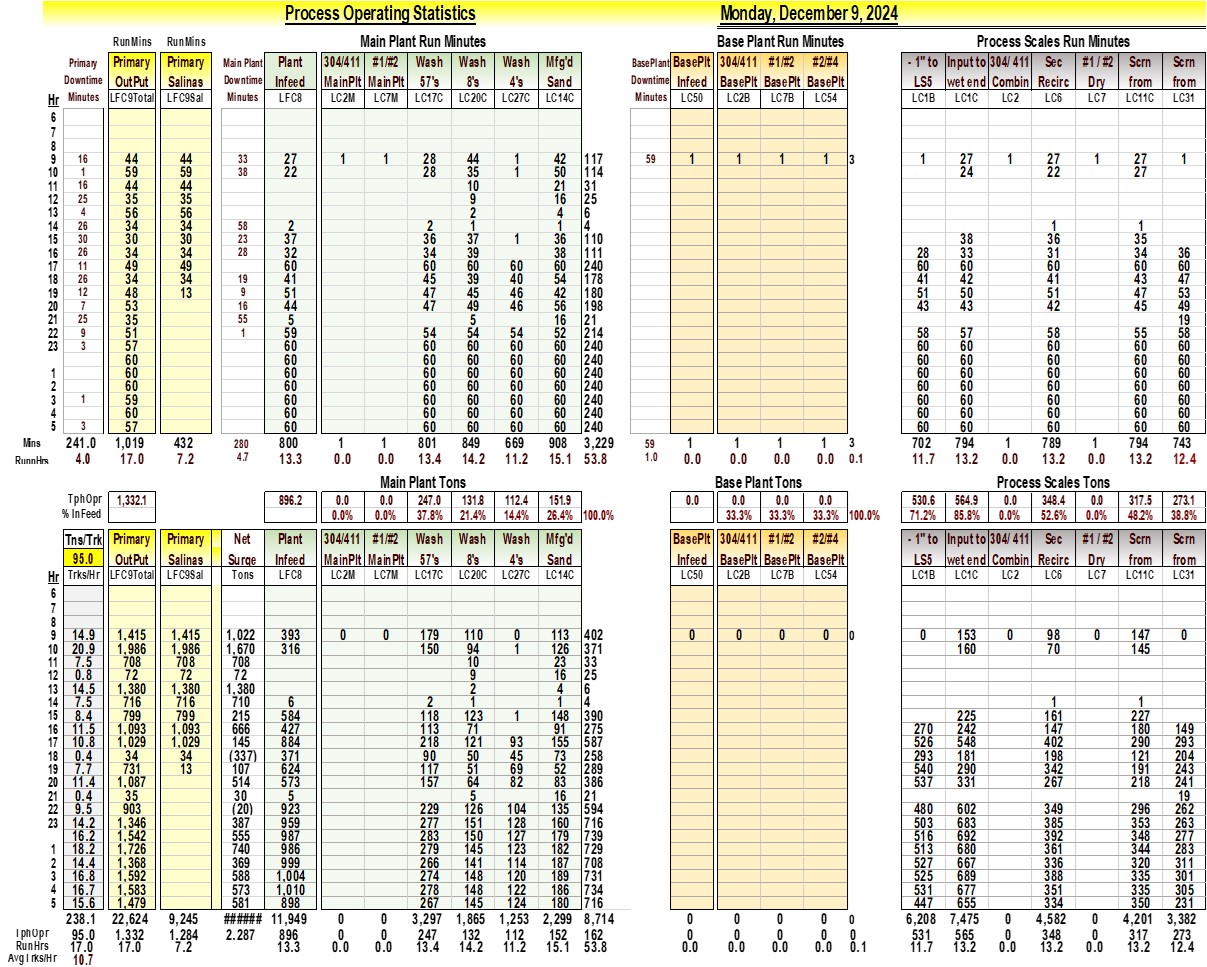 Process Operating Statistics Monday, December 9, 2024
RunMins RunMins Main Plant Run Minutes Base Plant Run Minutes Process Scales Run Minutes
Primary Primary Primary Main Plant Plant 304/411 #1/#2 Wash Wash Wash Mfg'd BasePlant BasePlt 304/411 #1/#2 #2/#4 - 1" to Input to 304/ 411 Sec #1 / #2 Scrn Scrn
Downtime OutPut Salinas Downtime Infeed MainPlt MainPlt 57's 8's 4's Sand Downtime Infeed BasePlt BasePlt BasePlt LS5 wet end Combin Recirc Dry from from
Hr Minutes LFC9Total LFC9Sal Minutes LFC8 LC2M LC7M LC17C LC20C LC27C LC14C Minutes LC50 LC2B LC7B LC54 LC1B LC1C LC2 LC6 LC7 LC11C LC31
6
7
8
9 16 44 44 33 27 1 1 28 44 1 42 117 59 1 1 1 1 3 1 27 1 27 1 27 1
10 1 59 59 38 22 28 35 1 50 114 24 22 27
11 16 44 44 10 21 31
12 25 35 35 9 16 25
13 4 56 56 2 4 6
14 26 34 34 58 2 2 1 1 4 1 1
15 30 30 30 23 37 36 37 1 36 110 38 36 35
16 26 34 34 28 32 34 39 38 111 28 33 31 34 36
17 11 49 49 60 60 60 60 60 240 60 60 60 60 60
18 26 34 34 19 41 45 39 40 54 178 41 42 41 43 47
19 12 48 13 9 51 47 45 46 42 180 51 50 51 47 53
20 7 53 16 44 47 49 46 56 198 43 43 42 45 49
21 25 35 55 5 5 16 21 19
22 9 51 1 59 54 54 54 52 214 58 57 58 55 58
23 3 57 60 60 60 60 60 240 60 60 60 60 60
60 60 60 60 60 60 240 60 60 60 60 60
1 60 60 60 60 60 60 240 60 60 60 60 60
2 60 60 60 60 60 60 240 60 60 60 60 60
3 1 59 60 60 60 60 60 240 60 60 60 60 60
4 60 60 60 60 60 60 240 60 60 60 60 60
5 3 57 60 60 60 60 60 240 60 60 60 60 60
Mins 241.0 1,019 432 280 800 1 1 801 849 669 908 3,229 59 1 1 1 1 3 702 794 1 789 1 794 743
RunnHrs 4.0 17.0 7.2 4.7 13.3 0.0 0.0 13.4 14.2 11.2 15.1 53.8 1.0 0.0 0.0 0.0 0.0 0.1 11.7 13.2 0.0 13.2 0.0 13.2 12.4
Main Plant Tons Base Plant Tons Process Scales Tons
TphOpr 1,332.1 896.2 0.0 0.0 247.0 131.8 112.4 151.9 0.0 0.0 0.0 0.0 530.6 564.9 0.0 348.4 0.0 317.5 273.1
% InFeed 0.0% 0.0% 37.8% 21.4% 14.4% 26.4% 100.0% 33.3% 33.3% 33.3% 100.0% 71.2% 85.8% 0.0% 52.6% 0.0% 48.2% 38.8%
Tns/Trk Primary Primary Net Plant 304/411 #1/#2 Wash Wash Wash Mfg'd BasePlt 304/411 #1/#2 #2/#4 - 1" to Input to 304/ 411 Sec #1 / #2 Scrn Scrn
95.0 OutPut Salinas Surge Infeed MainPlt MainPlt 57's 8's 4's Sand Infeed BasePlt BasePlt BasePlt LS5 wet end Combin Recirc Dry from from
Hr Trks/Hr LFC9Total LFC9Sal Tons LFC8 LC2M LC7M LC17C LC20C LC27C LC14C LC50 LC2B LC7B LC54 LC1B LC1C LC2 LC6 LC7 LC11C LC31
6
7
8
9 14.9 1,415 1,415 1,022 393 0 0 179 110 0 113 402 0 0 0 0 0 0 153 0 98 0 147 0
10 20.9 1,986 1,986 1,670 316 150 94 1 126 371 160 70 145
11 7.5 708 708 708 10 23 33
12 0.8 72 72 72 9 16 25
13 14.5 1,380 1,380 1,380 2 4 6
14 7.5 716 716 710 6 2 1 1 4 1 1
15 8.4 799 799 215 584 118 123 1 148 390 225 161 227
16 11.5 1,093 1,093 666 427 113 71 91 275 270 242 147 180 149
17 10.8 1,029 1,029 145 884 218 121 93 155 587 526 548 402 290 293
18 0.4 34 34 (337) 371 90 50 45 73 258 293 181 198 121 204
19 7.7 731 13 107 624 117 51 69 52 289 540 290 342 191 243
20 11.4 1,087 514 573 157 64 82 83 386 537 331 267 218 241
21 0.4 35 30 5 5 16 21 19
22 9.5 903 (20) 923 229 126 104 135 594 480 602 349 296 262
23 14.2 1,346 387 959 277 151 128 160 716 503 683 385 353 263
16.2 1,542 555 987 283 150 127 179 739 516 692 392 348 277
1 18.2 1,726 740 986 279 145 123 182 729 513 680 361 344 283
2 14.4 1,368 369 999 266 141 114 187 708 527 667 336 320 311
3 16.8 1,592 588 1,004 274 148 120 189 731 525 689 388 335 301
4 16.7 1,583 573 1,010 278 148 122 186 734 531 677 351 335 305
5 15.6 1,479 581 898 267 145 124 180 716 447 655 334 350 231
238.1 22,624 9,245 ###### 11,949 0 0 3,297 1,865 1,253 2,299 8,714 0 0 0 0 0 6,208 7,475 0 4,582 0 4,201 3,382
TphOpr 95.0 1,332 1,284 2,287 896 0 0 247 132 112 152 162 0 0 0 0 0 531 565 0 348 0 317 273
RunHrs 17.0 17.0 7.2 13.3 0.0 0.0 13.4 14.2 11.2 15.1 53.8 0.0 0.0 0.0 0.0 0.1 11.7 13.2 0.0 13.2 0.0 13.2 12.4
AvgTrks/Hr 10.7